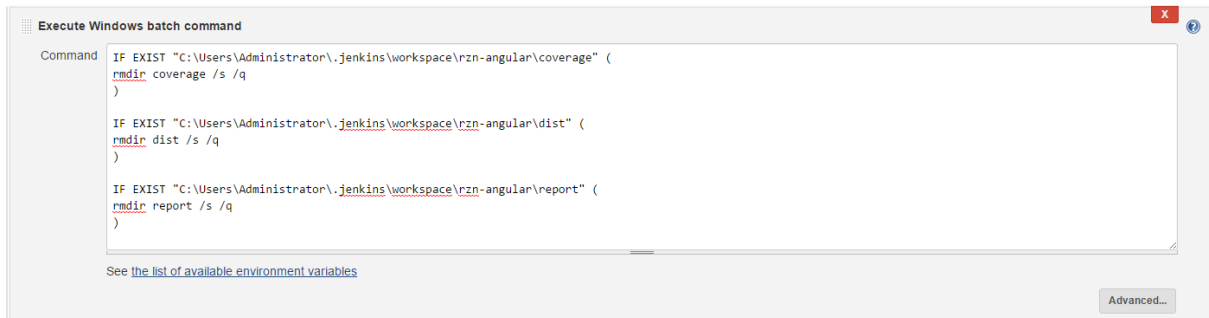 Execute Windows batch command
X
Command
IF EXIST "C:\Users\Administrator\.jenkins\workspace\rzn-angular\coverage" (
rmdir coverage /s /q
)
IF EXIST "C:\Users\Administrator\.jenkins\workspace\rzn-angular\dist" (
rmdir dist /s /q
)
IF EXIST "C:\Users\Administrator\.jenkins\workspace\rzn-angular\report" (
rmdir report /s /q
)
See the list of available environment variables
Advanced...